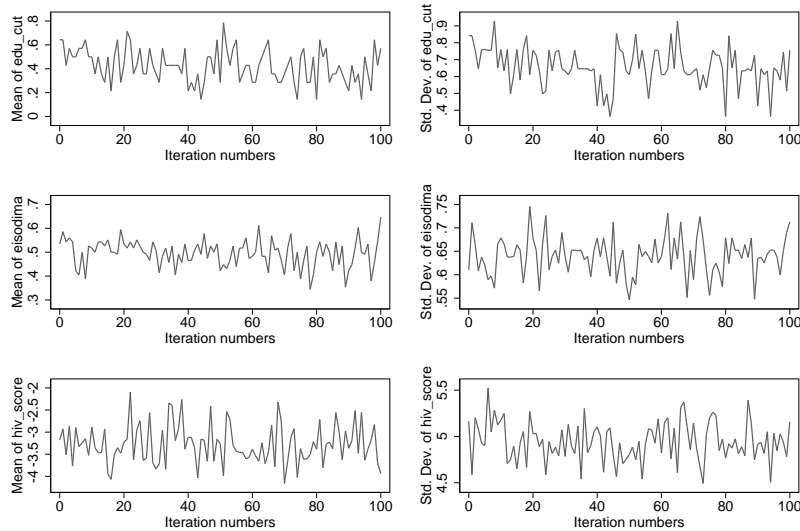 Mean of edu_cut
0 .2 .4 .6 .8
0 20 40 60 80 100
Iteration numbers
Std. Dev. of edu_cut
.4 .5 .6 .7 .8 .9
0 20 40 60 80 100
Iteration numbers
Mean of eisodima
.3 .4 .5 .6 .7
0 20 40 60 80 100
Iteration numbers
Std. Dev. of eisodima
.55 .6 .65 .7 .75
0 20 40 60 80 100
Iteration numbers
Mean of hiv_score
-4 -3.5 -3 -2.5 -2
0 20 40 60 80 100
Iteration numbers
Std. Dev. of hiv_score
4.5 5 5.5
0 20 40 60 80 100
Iteration numbers